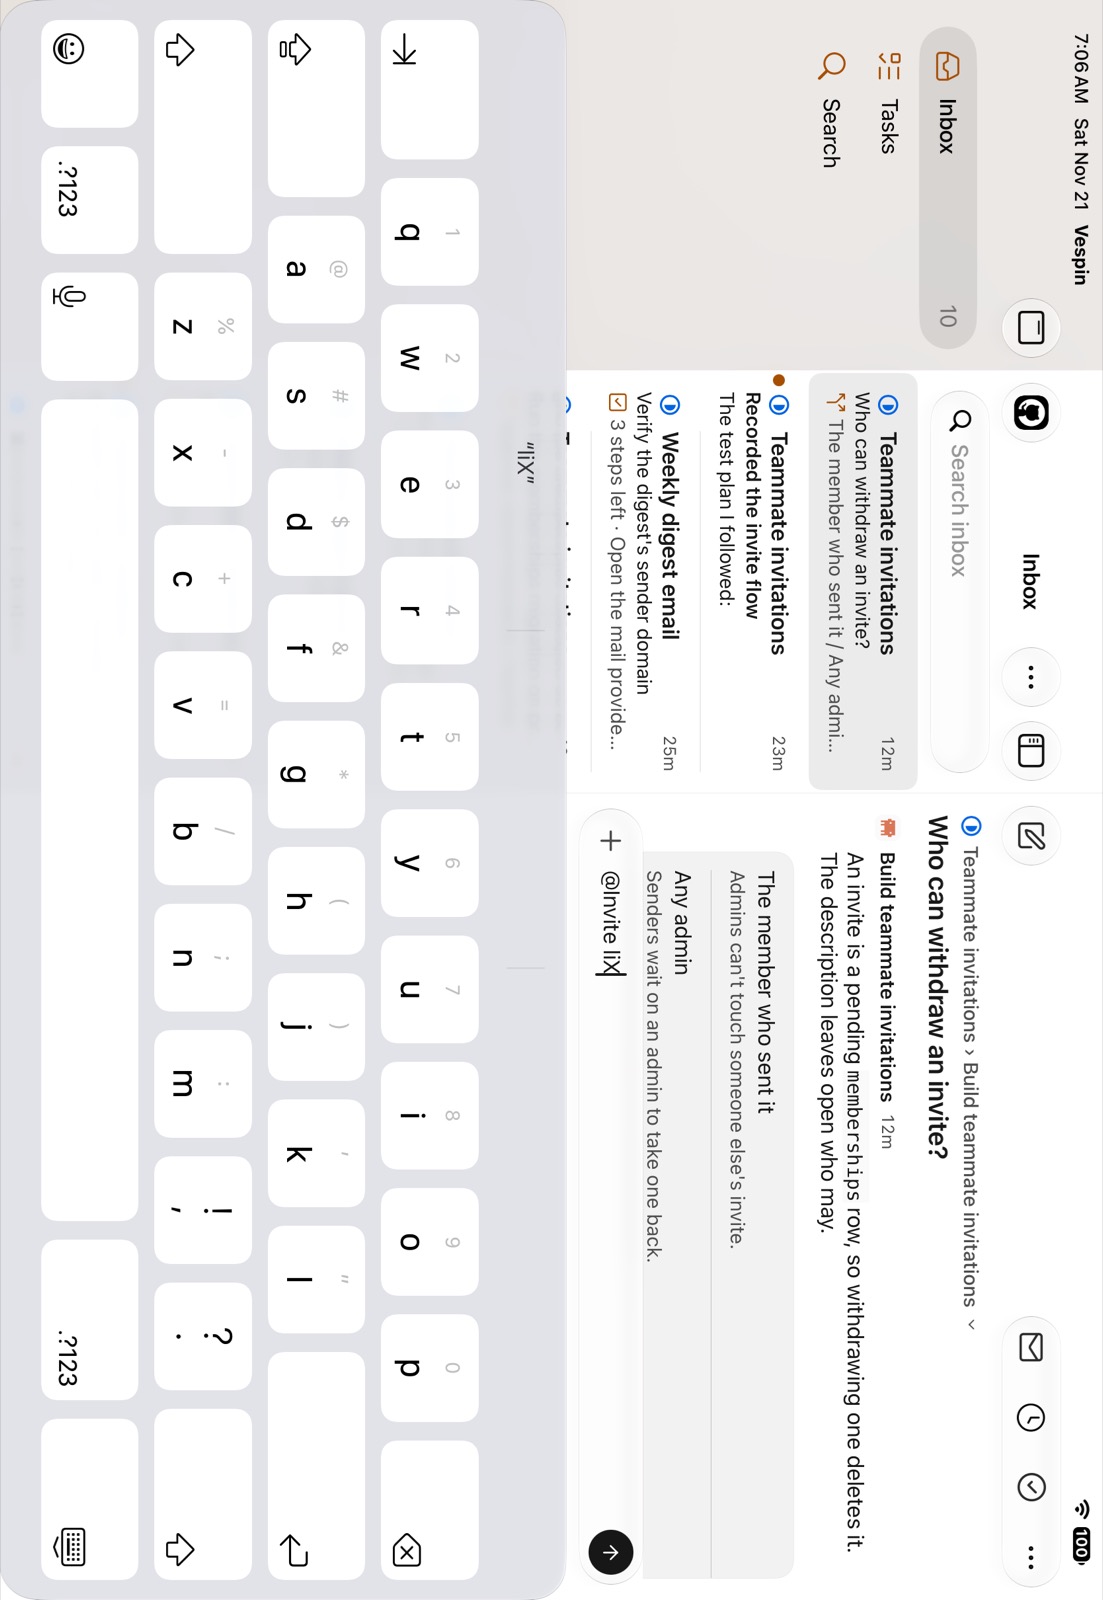 7:06 AM Sat Nov 21 Vespin
100
Inbox 10
Tasks
Search
Inbox
Search inbox
Teammate invitations 12m
Who can withdraw an invite?
The member who sent it / Any admi...
Teammate invitations 23m
Recorded the invite flow
The test plan I followed:
Weekly digest email 25m
Verify the digest's sender domain
3 steps left · Open the mail provide...
Teammate invitations › Build teammate invitations
Who can withdraw an invite?
Build teammate invitations 12m
An invite is a pending memberships row, so withdrawing one deletes it.
The description leaves open who may.
The member who sent it
Admins can't touch someone else's invite.
Any admin
Senders wait on an admin to take one back.
@Invite liX
“liX”
1 2 3 4 5 6 7 8 9 0
q w e r t y u i o p
@ # $ & * ( ) ' "
a s d f g h j k l
% - + = / ; : ! ?
z x c v b n m , .
.?123 .?123